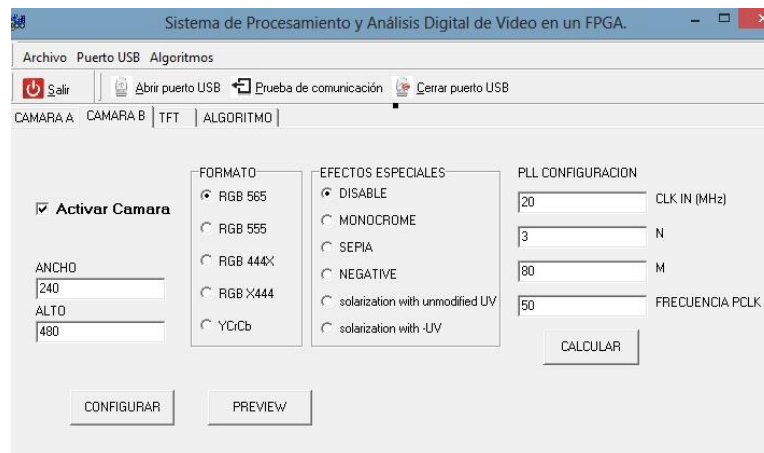 Sistema de Procesamiento y Análisis Digital de Video en un FPGA.
Archivo Puerto USB Algoritmos
Salir Abrir puerto USB Prueba de comunicación Cerrar puerto USB
CAMARA A CAMARA B TFT ALGORITMO
Activar Camara
ANCHO
240
ALTO
480
FORMATO
RGB 565
RGB 555
RGB 444X
RGB X444
YCrCb
EFECTOS ESPECIALES
DISABLE
MONOCROME
SEPIA
NEGATIVE
solarization with unmodified UV
solarization with -UV
PLL CONFIGURACION
20 CLK IN (MHz)
3 N
80 M
50 FRECUENCIA PCLK
CALCULAR
CONFIGURAR PREVIEW